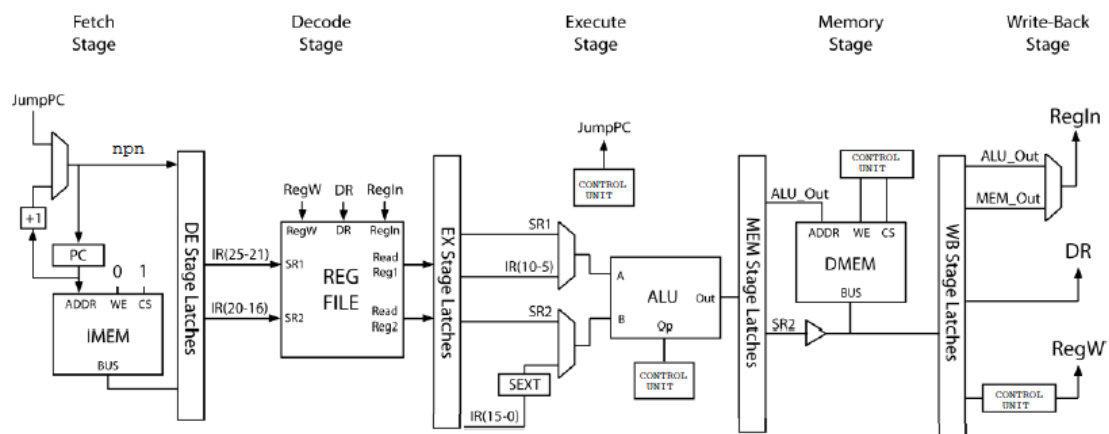 Fetch
Stage
Decode
Stage
Execute
Stage
Memory
Stage
Write-Back
Stage
JumpPC
npn
+1
PC
0 1
ADDR WE CS
IMEM
BUS
DE Stage Latches
IR(25-21)
IR(20-16)
RegW DR RegIn
RegW DR RegIn
SR1
SR2
REG
FILE
Read
Reg1
Read
Reg2
EX Stage Latches
JumpPC
CONTROL
UNIT
SR1
IR(10-5)
SR2
SEXT
IR(15-0)
A
B
ALU
Out
Op
CONTROL
UNIT
MEM Stage Latches
ALU_Out
SR2
CONTROL
UNIT
ADDR WE CS
DMEM
BUS
WB Stage Latches
ALU_Out
MEM_Out
RegIn
DR
RegW
CONTROL
UNIT